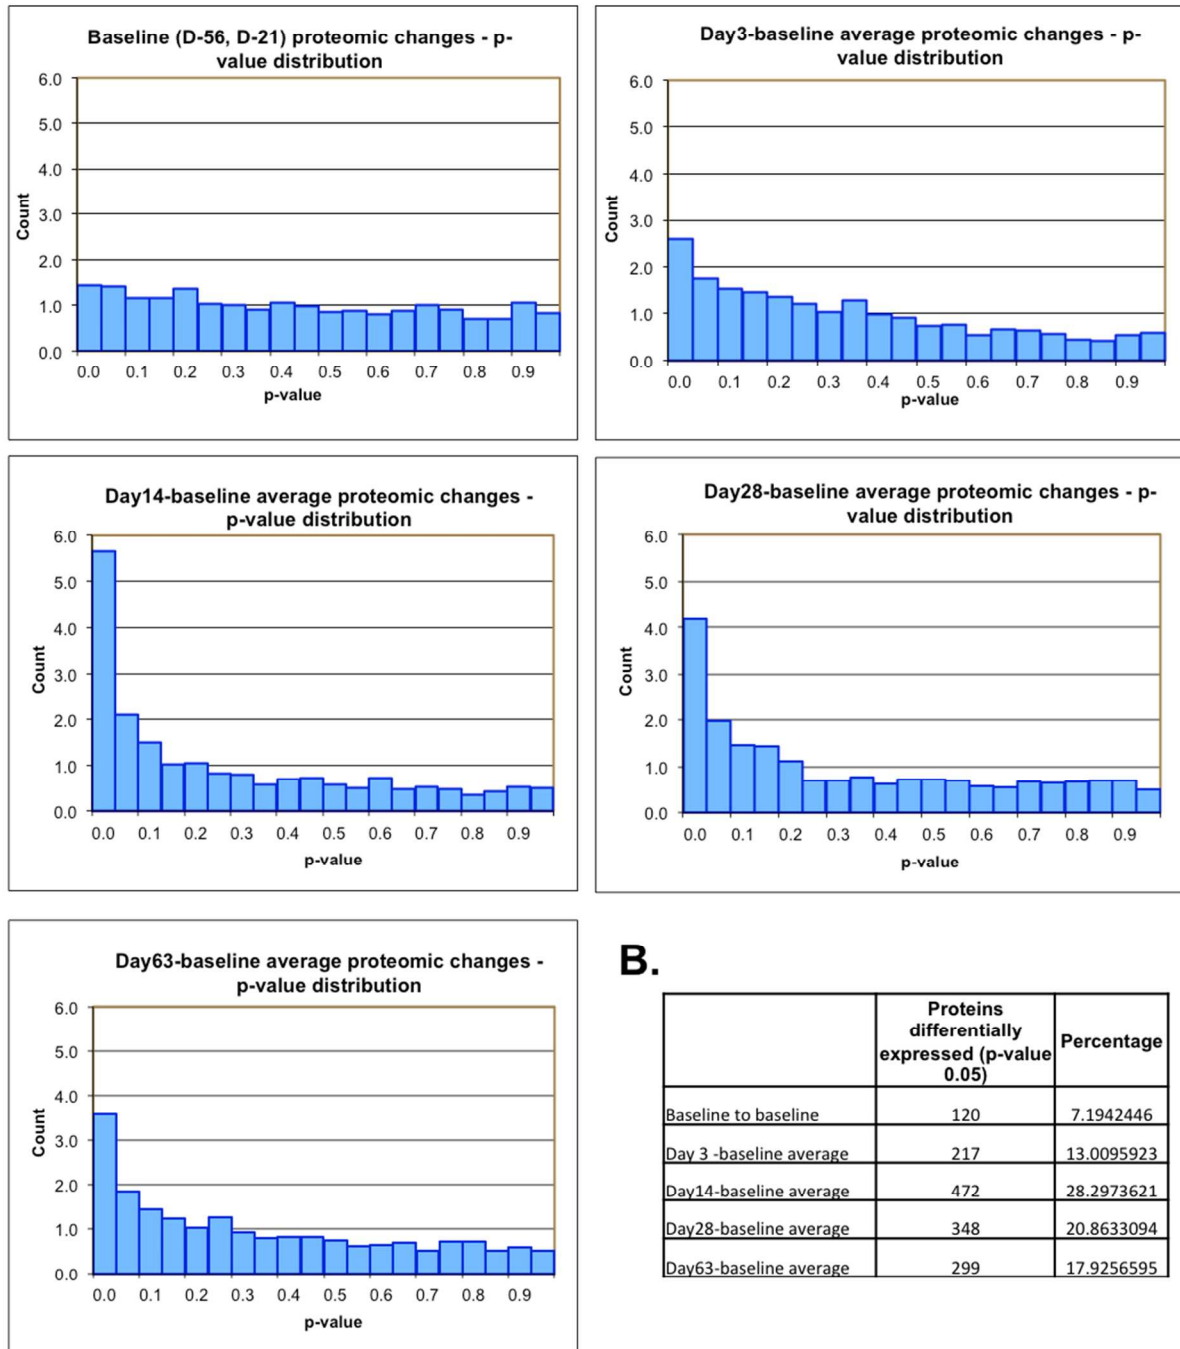 Baseline (D-56, D-21) proteomic changes - p-
value distribution
6.0
5.0
4.0
3.0
2.0
1.0
0.0
Count
0.0 0.1 0.2 0.3 0.4 0.5 0.6 0.7 0.8 0.9
p-value
Day3-baseline average proteomic changes - p-
value distribution
6.0
5.0
4.0
3.0
2.0
1.0
0.0
Count
0.0 0.1 0.2 0.3 0.4 0.5 0.6 0.7 0.8 0.9
p-value
Day14-baseline average proteomic changes -
p-value distribution
6.0
5.0
4.0
3.0
2.0
1.0
0.0
Count
0.0 0.1 0.2 0.3 0.4 0.5 0.6 0.7 0.8 0.9
p-value
Day28-baseline average proteomic changes - p-
value distribution
6.0
5.0
4.0
3.0
2.0
1.0
0.0
Count
0.0 0.1 0.2 0.3 0.4 0.5 0.6 0.7 0.8 0.9
p-value
Day63-baseline average proteomic changes -
p-value distribution
6.0
5.0
4.0
3.0
2.0
1.0
0.0
Count
0.0 0.1 0.2 0.3 0.4 0.5 0.6 0.7 0.8 0.9
p-value
B.
Proteins
differentially
expressed (p-value
0.05)
Percentage
Baseline to baseline 120 7.1942446
Day 3 -baseline average 217 13.0095923
Day14-baseline average 472 28.2973621
Day28-baseline average 348 20.8633094
Day63-baseline average 299 17.9256595